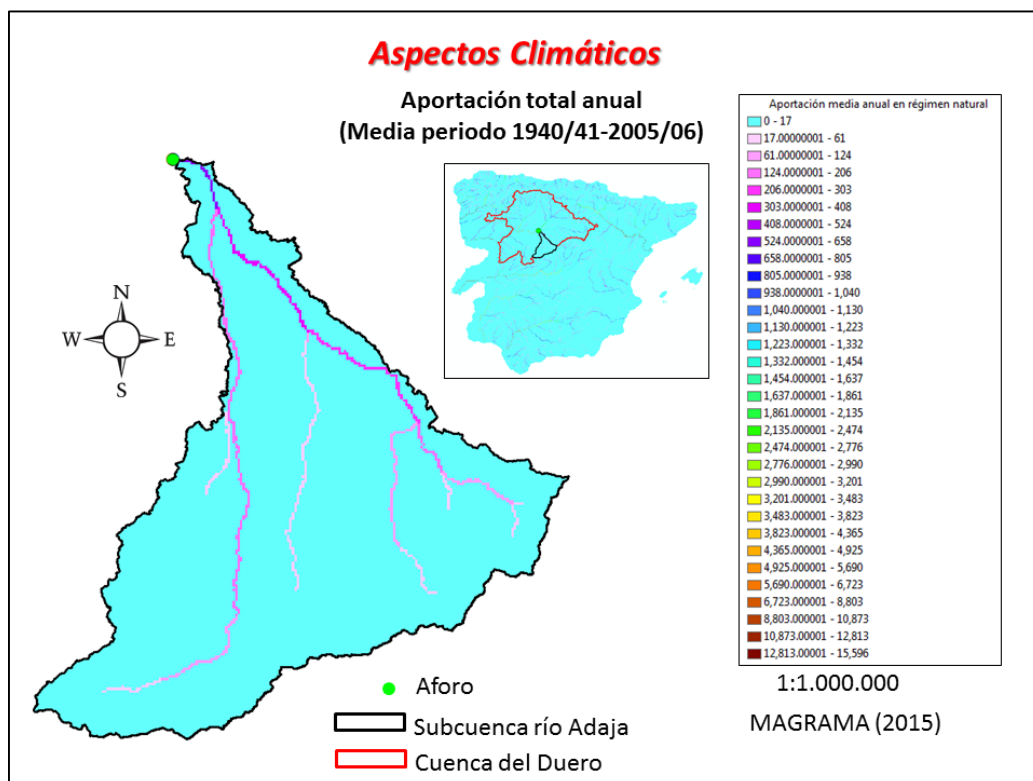 Aspectos Climáticos
Aportación total anual
(Media periodo 1940/41-2005/06)
Aportación media anual en régimen natural
0 - 17
17.00000001 - 61
61.00000001 - 124
124.0000001 - 206
206.0000001 - 303
303.0000001 - 408
408.0000001 - 524
524.0000001 - 658
658.0000001 - 805
805.0000001 - 938
938.0000001 - 1,040
1,040.000001 - 1,130
1,130.000001 - 1,223
1,223.000001 - 1,332
1,332.000001 - 1,454
1,454.000001 - 1,637
1,637.000001 - 1,861
1,861.000001 - 2,135
2,135.000001 - 2,474
2,474.000001 - 2,776
2,776.000001 - 2,990
2,990.000001 - 3,201
3,201.000001 - 3,483
3,483.000001 - 3,823
3,823.000001 - 4,365
4,365.000001 - 4,925
4,925.000001 - 5,690
5,690.000001 - 6,723
6,723.000001 - 8,803
8,803.000001 - 10,873
10,873.00001 - 12,813
12,813.00001 - 15,596
N
W E
S
Aforo
Subcuenca río Adaja
Cuenca del Duero
1:1.000.000
MAGRAMA (2015)